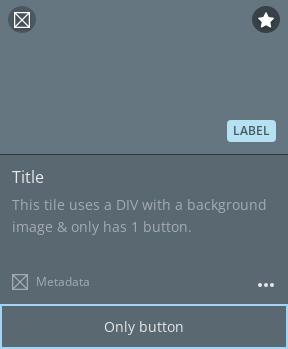 LABEL
Title
This tile uses a DIV with a background
image & only has 1 button.
Metadata
Only button